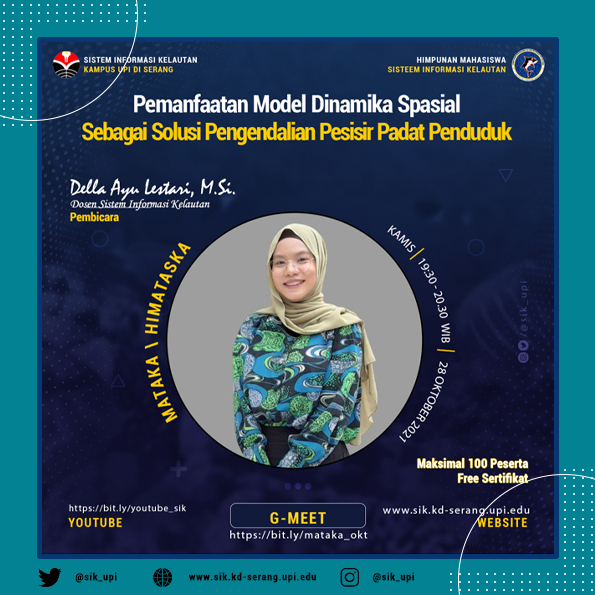 SISTEM INFORMASI KELAUTAN
KAMPUS UPI DI SERANG
HIMPUNAN MAHASISWA
SISTEEM INFORMASI KELAUTAN
Pemanfaatan Model Dinamika Spasial
Sebagai Solusi Pengendalian Pesisir Padat Penduduk
Della Ayu Lestari, M.Si.
Dosen Sistem Informasi Kelautan
Pembicara
MATAKA \ HIMATASKA
KAMIS | 19:30 - 20.30 WIB | 28 OKTOBER 2021
@sik_upi
Maksimal 100 Peserta
Free Sertifikat
https://bit.ly/youtube_sik
YOUTUBE
G-MEET
https://bit.ly/mataka_okt
www.sik.kd-serang.upi.edu
WEBSITE
@sik_upi
www.sik.kd-serang.upi.edu
@sik_upi